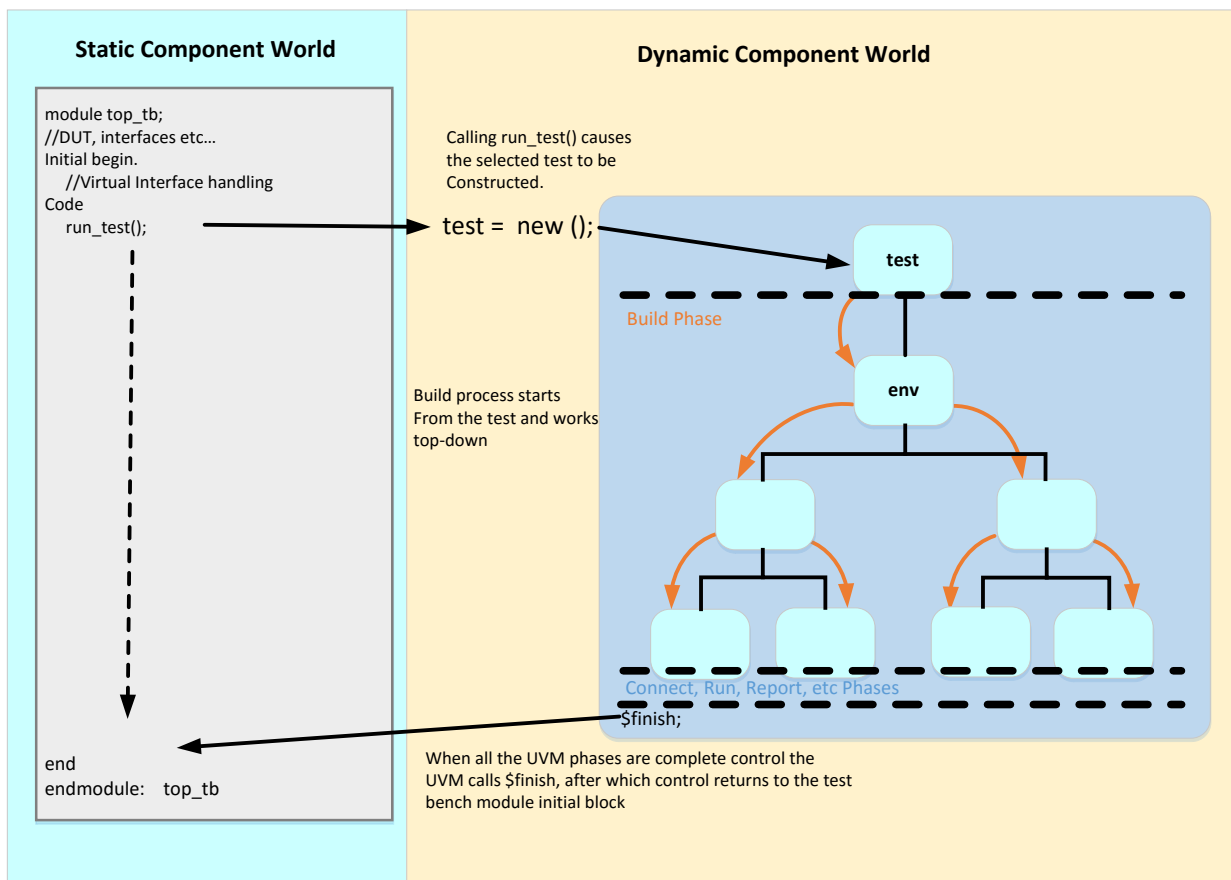 Static Component World
Dynamic Component World
module top_tb;
//DUT, interfaces etc...
Initial begin.
//Virtual Interface handling
Code
run_test();
Calling run_test() causes
the selected test to be
Constructed.
test = new ();
test
Build Phase
env
Build process starts
From the test and works
top-down
Connect, Run, Report, etc Phases
$finish;
When all the UVM phases are complete control the
UVM calls $finish, after which control returns to the test
bench module initial block
end
endmodule: top_tb